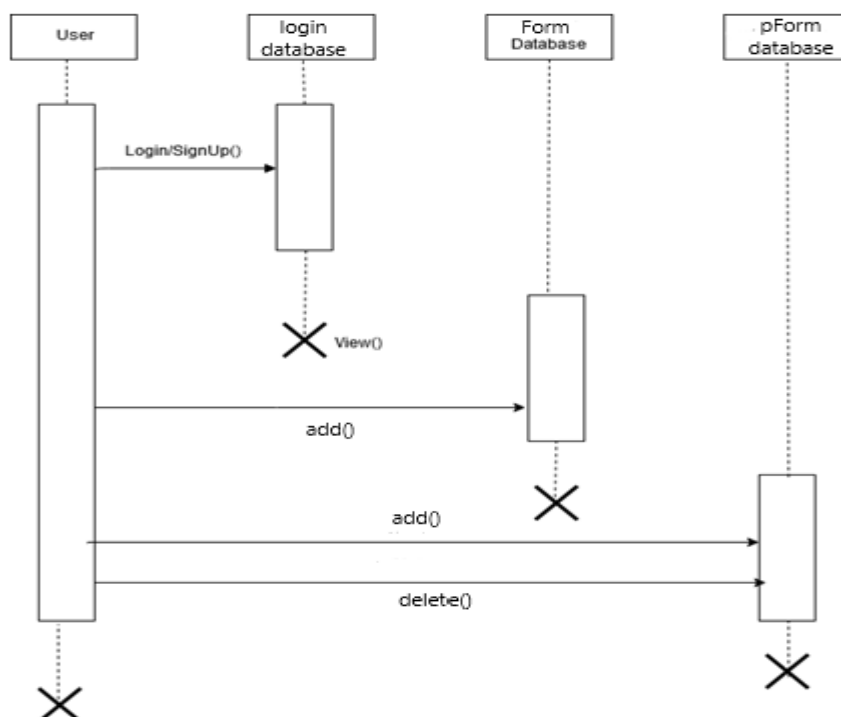 User
login
database
Form
Database
pForm
database
Login/SignUp()
View()
add()
add()
delete()